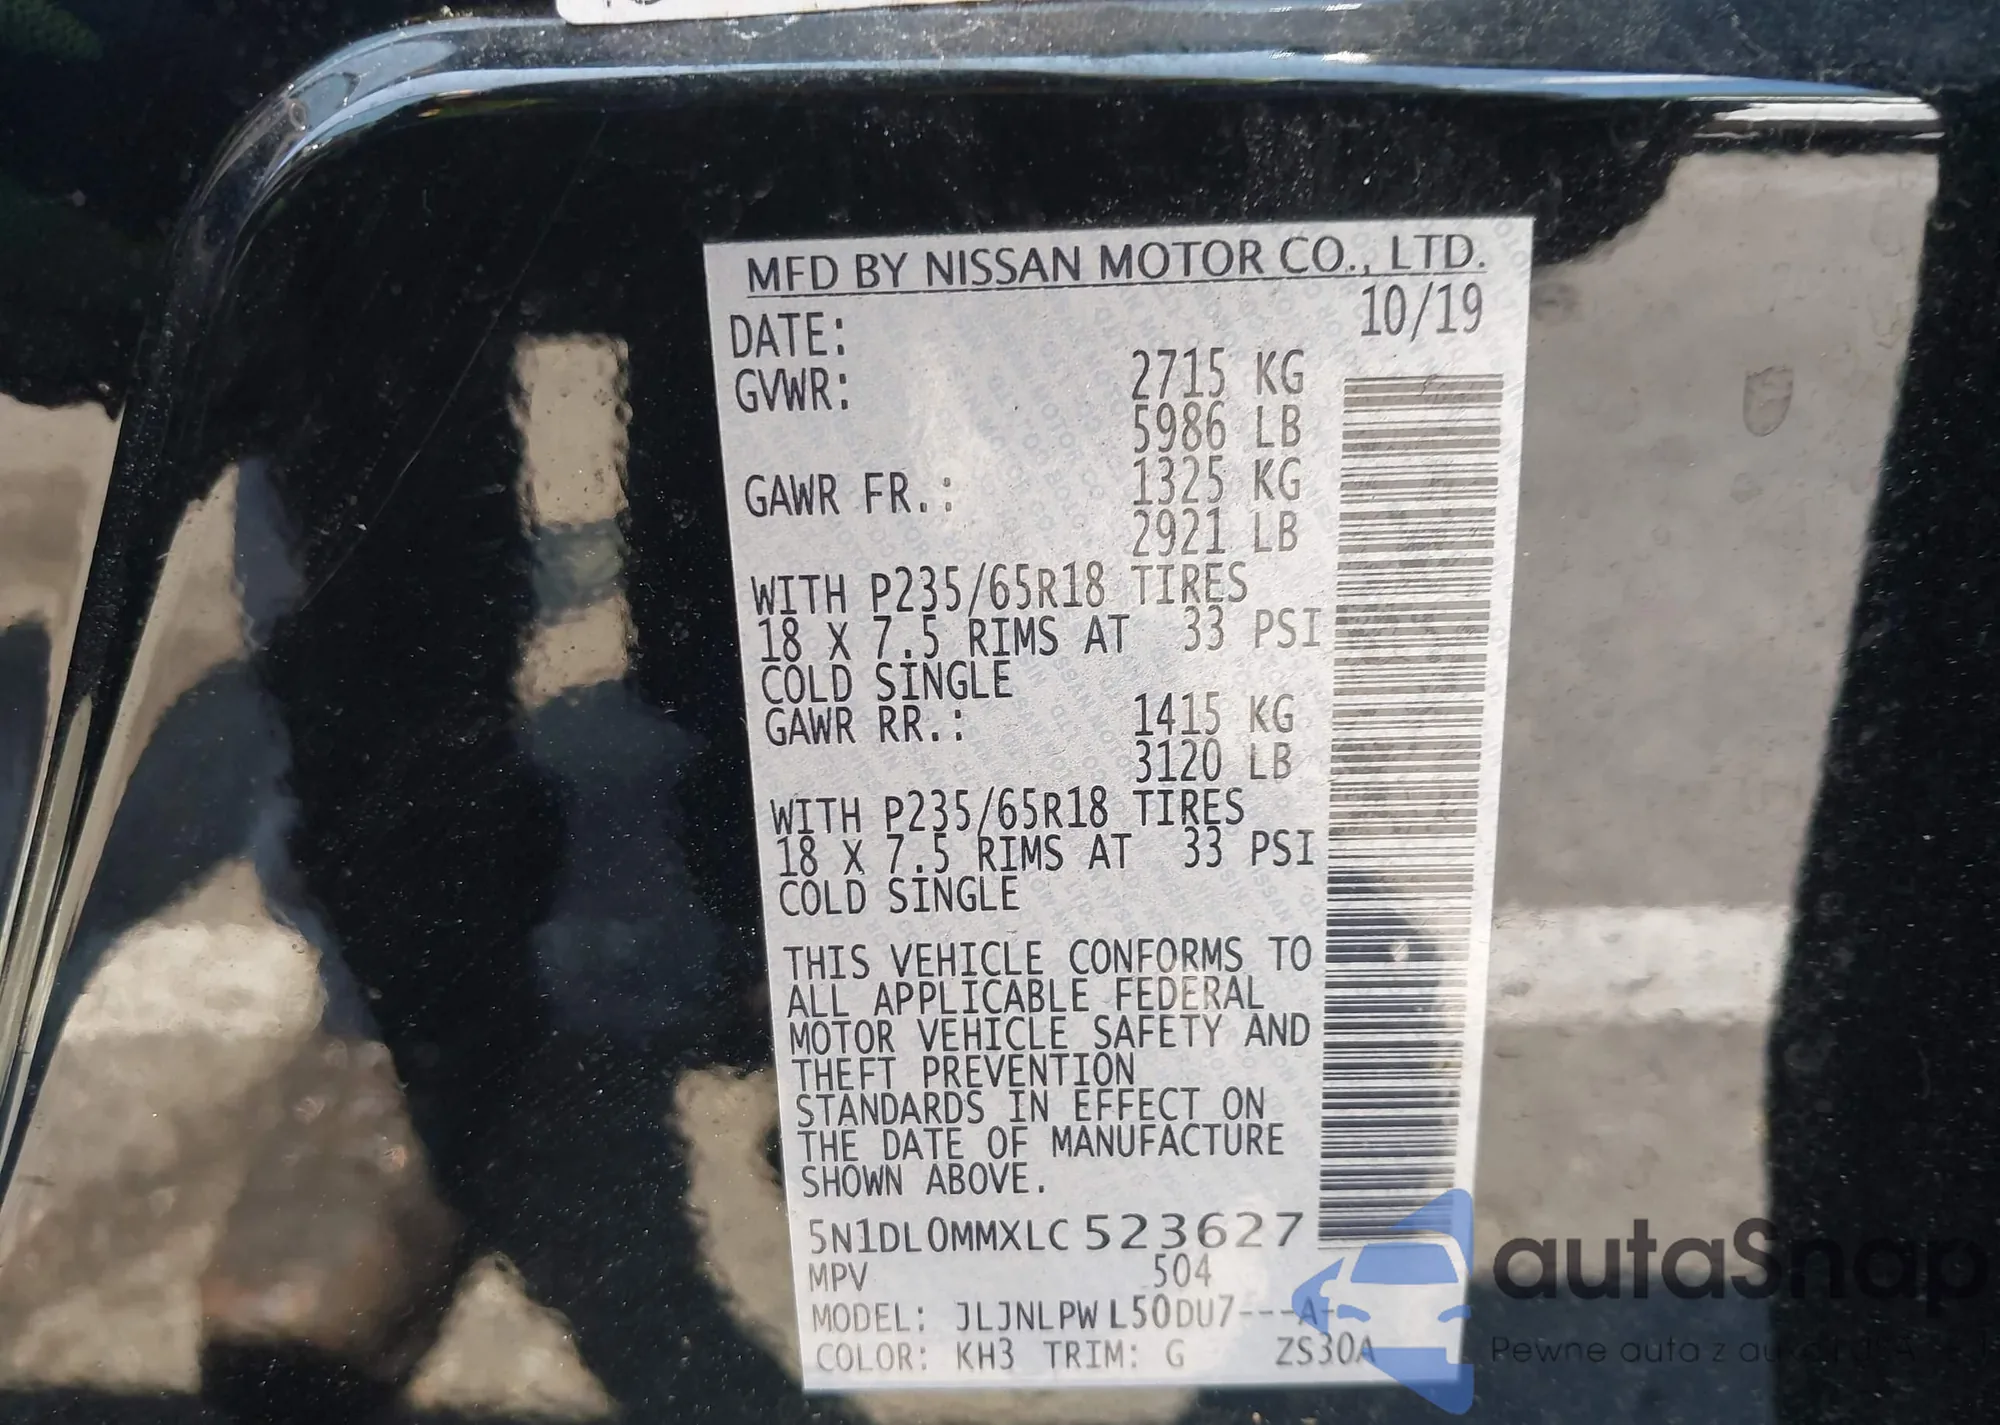 MFD BY NISSAN MOTOR CO., LTD.
DATE: 10/19
GVWR: 2715 KG
5986 LB
GAWR FR.: 1325 KG
2921 LB
WITH P235/65R18 TIRES
18 X 7.5 RIMS AT 33 PSI
COLD SINGLE
GAWR RR.: 1415 KG
3120 LB
WITH P235/65R18 TIRES
18 X 7.5 RIMS AT 33 PSI
COLD SINGLE
THIS VEHICLE CONFORMS TO
ALL APPLICABLE FEDERAL
MOTOR VEHICLE SAFETY AND
THEFT PREVENTION
STANDARDS IN EFFECT ON
THE DATE OF MANUFACTURE
SHOWN ABOVE.
5N1DL0MMXLC523627
MPV 504
MODEL: JLJNLPWL50DU7---A-
COLOR: KH3 TRIM: G ZS30A
autaSnap
Pewne auta z